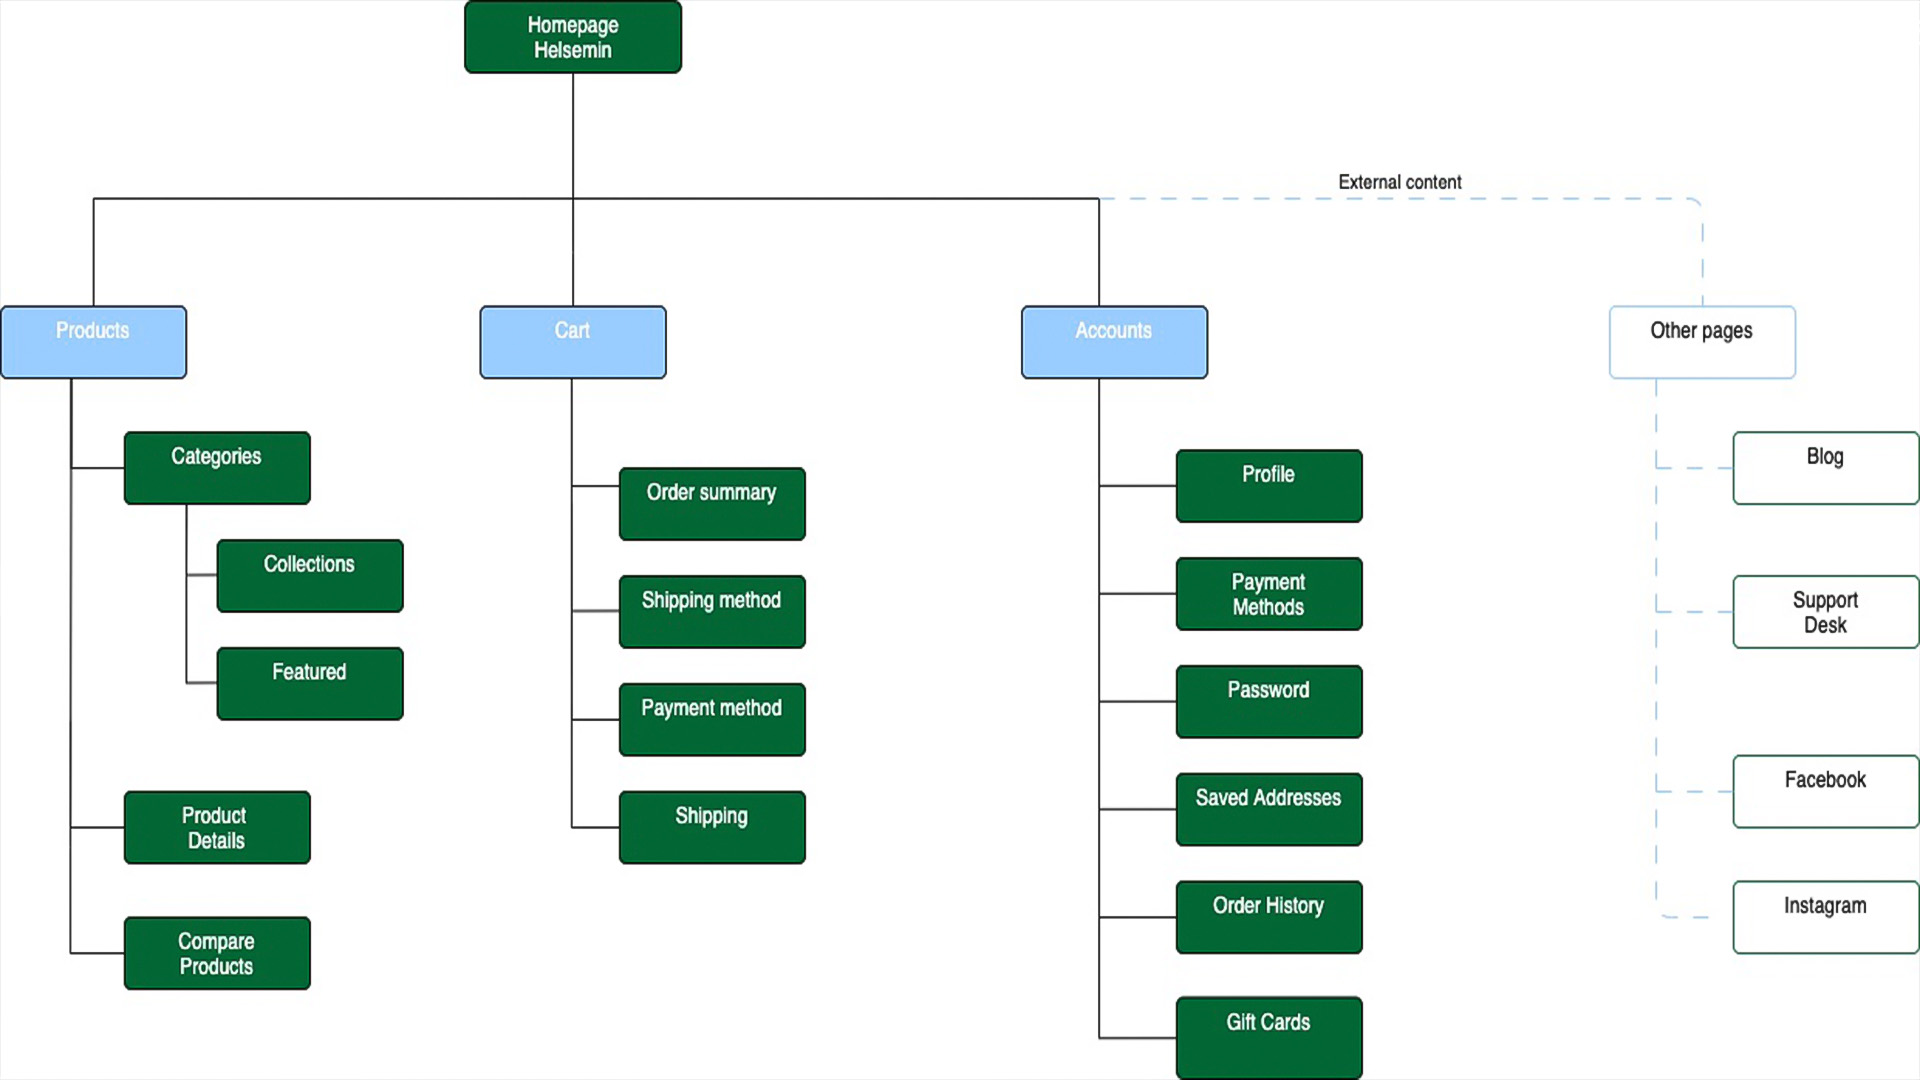 Homepage
Helsemin
External content
Products
Cart
Accounts
Other pages
Categories
Collections
Featured
Product
Details
Compare
Products
Order summary
Shipping method
Payment method
Shipping
Profile
Payment
Methods
Password
Saved Addresses
Order History
Gift Cards
Blog
Support
Desk
Facebook
Instagram